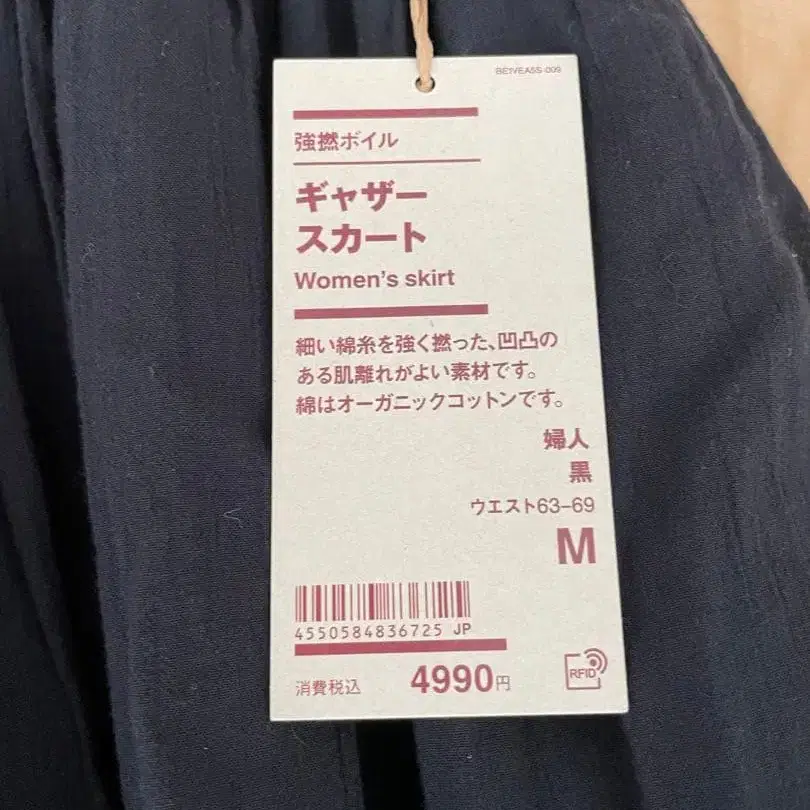 BE1VEA5S-009
強撚ボイル
ギャザー
スカート
Women's skirt
細い綿糸を強く撚った、凹凸の
ある肌離れがよい素材です。
綿はオーガニックコットンです。
婦人
黒
ウエスト63–69
M
4550584836725 JP
消費税込 4990円
RFID